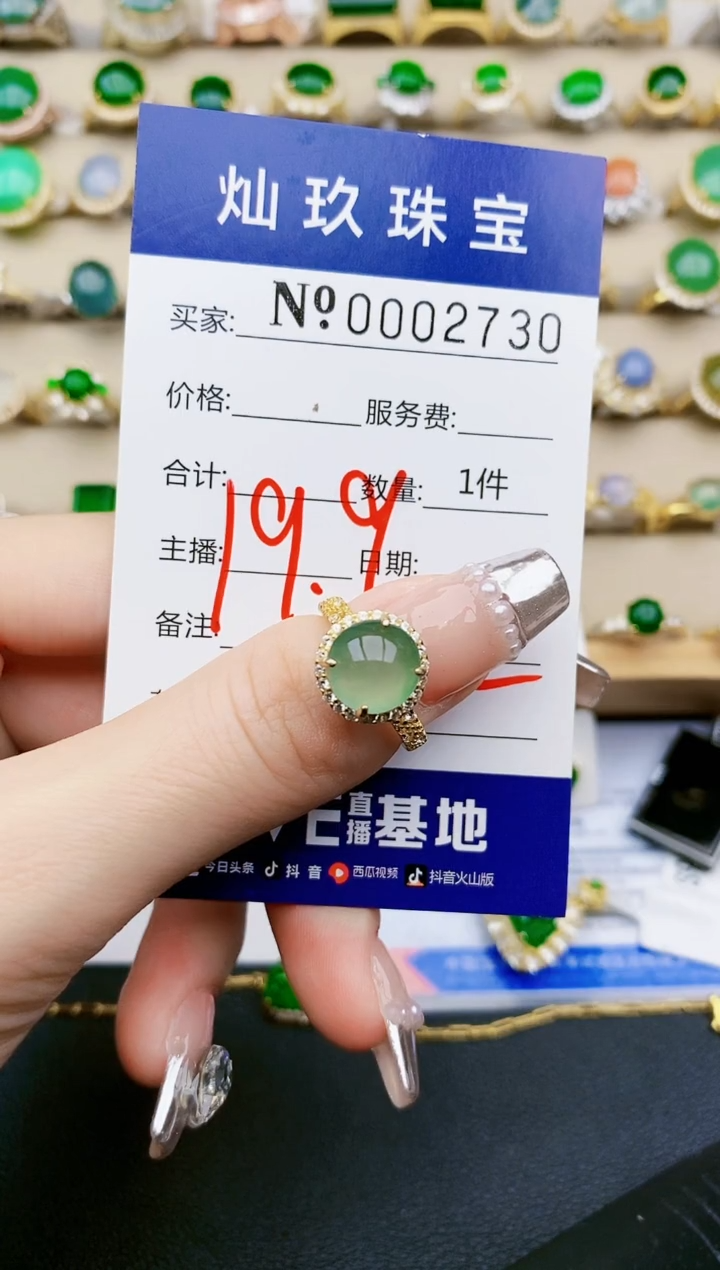 灿玖珠宝
买家: №0002730
价格: 服务费:
合计: 数量: 1件
19.9
主播: 日期:
备注:
直播基地
今日头条 抖音 西瓜视频 抖音火山版